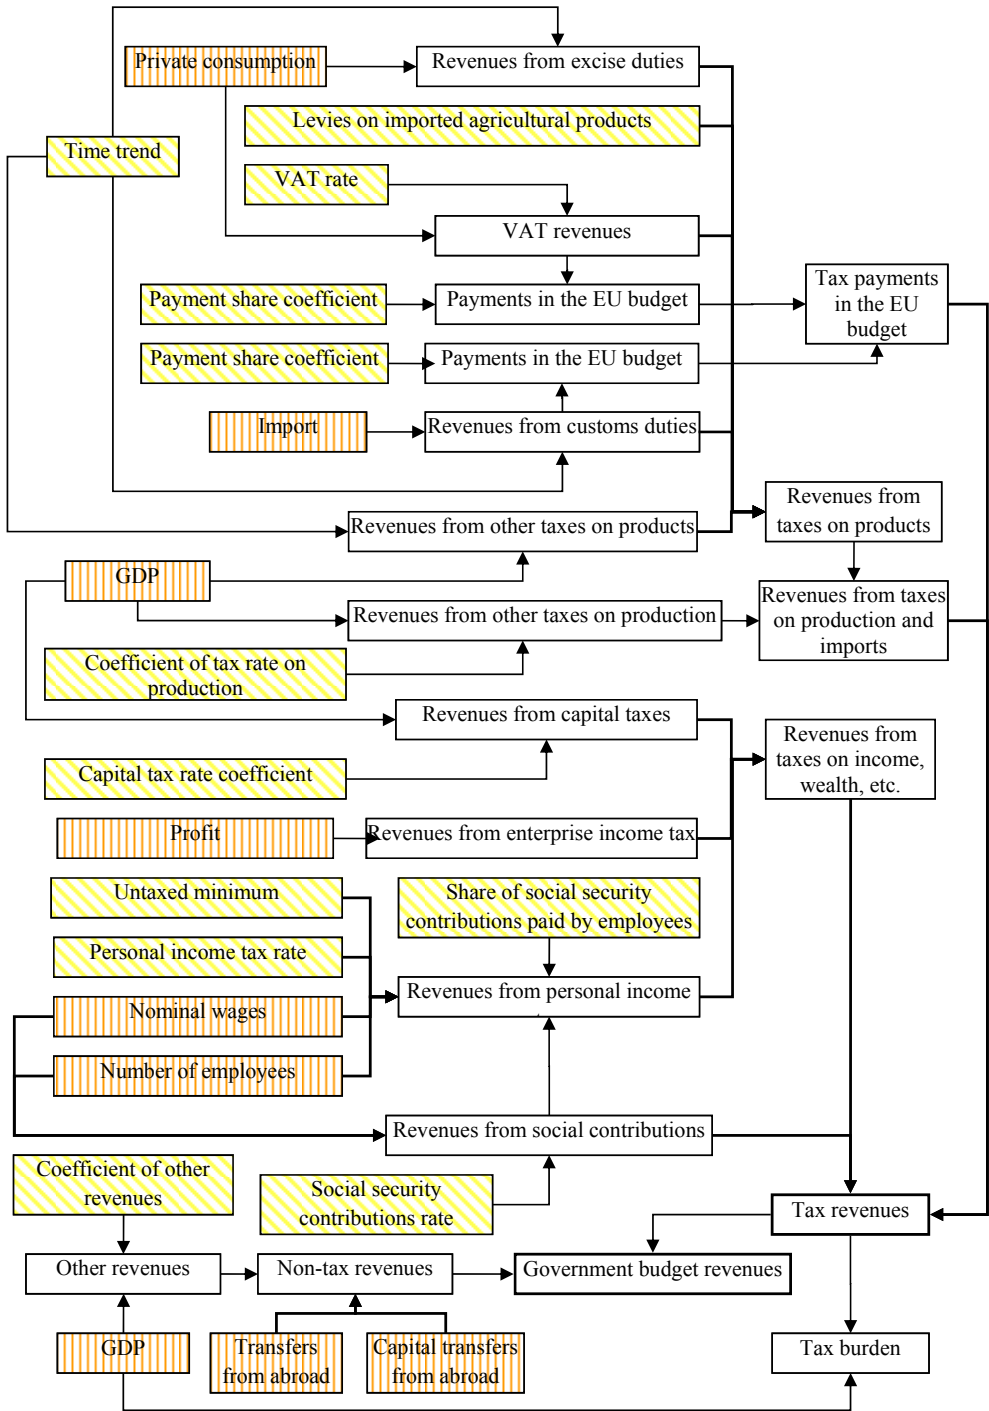 Private consumption
Revenues from excise duties
Levies on imported agricultural products
Time trend
VAT rate
VAT revenues
Payment share coefficient
Payments in the EU budget
Tax payments
in the EU
budget
Payment share coefficient
Payments in the EU budget
Import
Revenues from customs duties
Revenues from
taxes on products
Revenues from other taxes on products
GDP
Revenues from other taxes on production
Revenues from taxes
on production and
imports
Coefficient of tax rate on
production
Revenues from capital taxes
Revenues from
taxes on income,
wealth, etc.
Capital tax rate coefficient
Profit
Revenues from enterprise income tax
Untaxed minimum
Share of social security
contributions paid by employees
Personal income tax rate
Revenues from personal income
Nominal wages
Number of employees
Revenues from social contributions
Coefficient of other
revenues
Social security
contributions rate
Tax revenues
Other revenues
Non-tax revenues
Government budget revenues
GDP
Transfers
from abroad
Capital transfers
from abroad
Tax burden